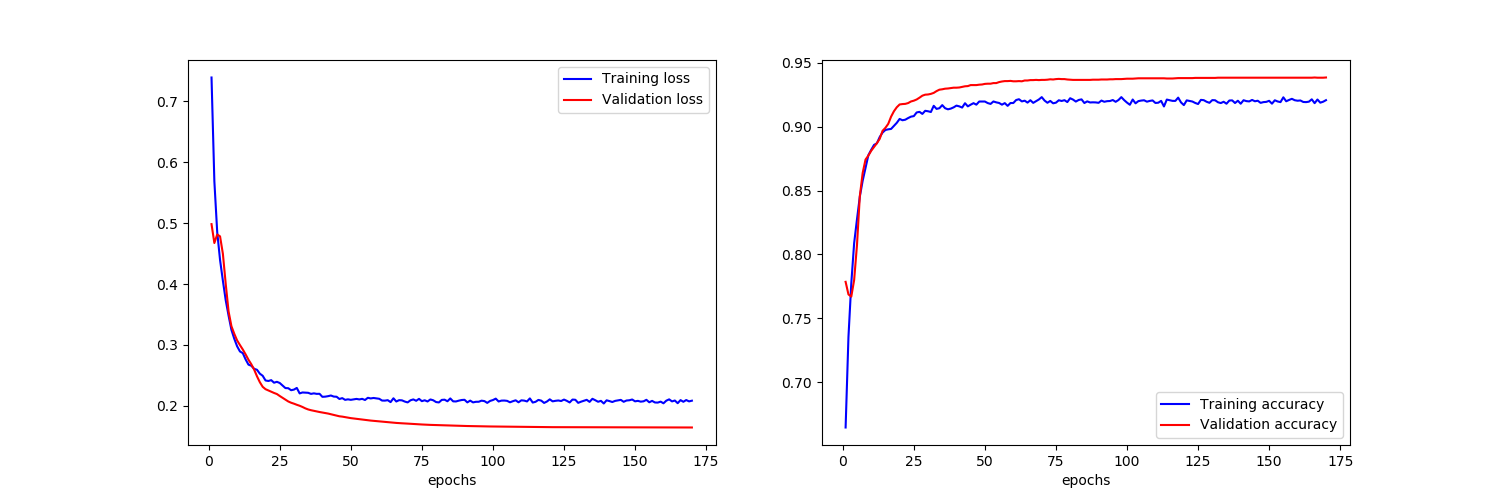 Training loss
Validation loss
0.7
0.6
0.5
0.4
0.3
0.2
0 25 50 75 100 125 150 175
epochs
0.95
0.90
0.85
0.80
0.75
0.70
Training accuracy
Validation accuracy
0 25 50 75 100 125 150 175
epochs